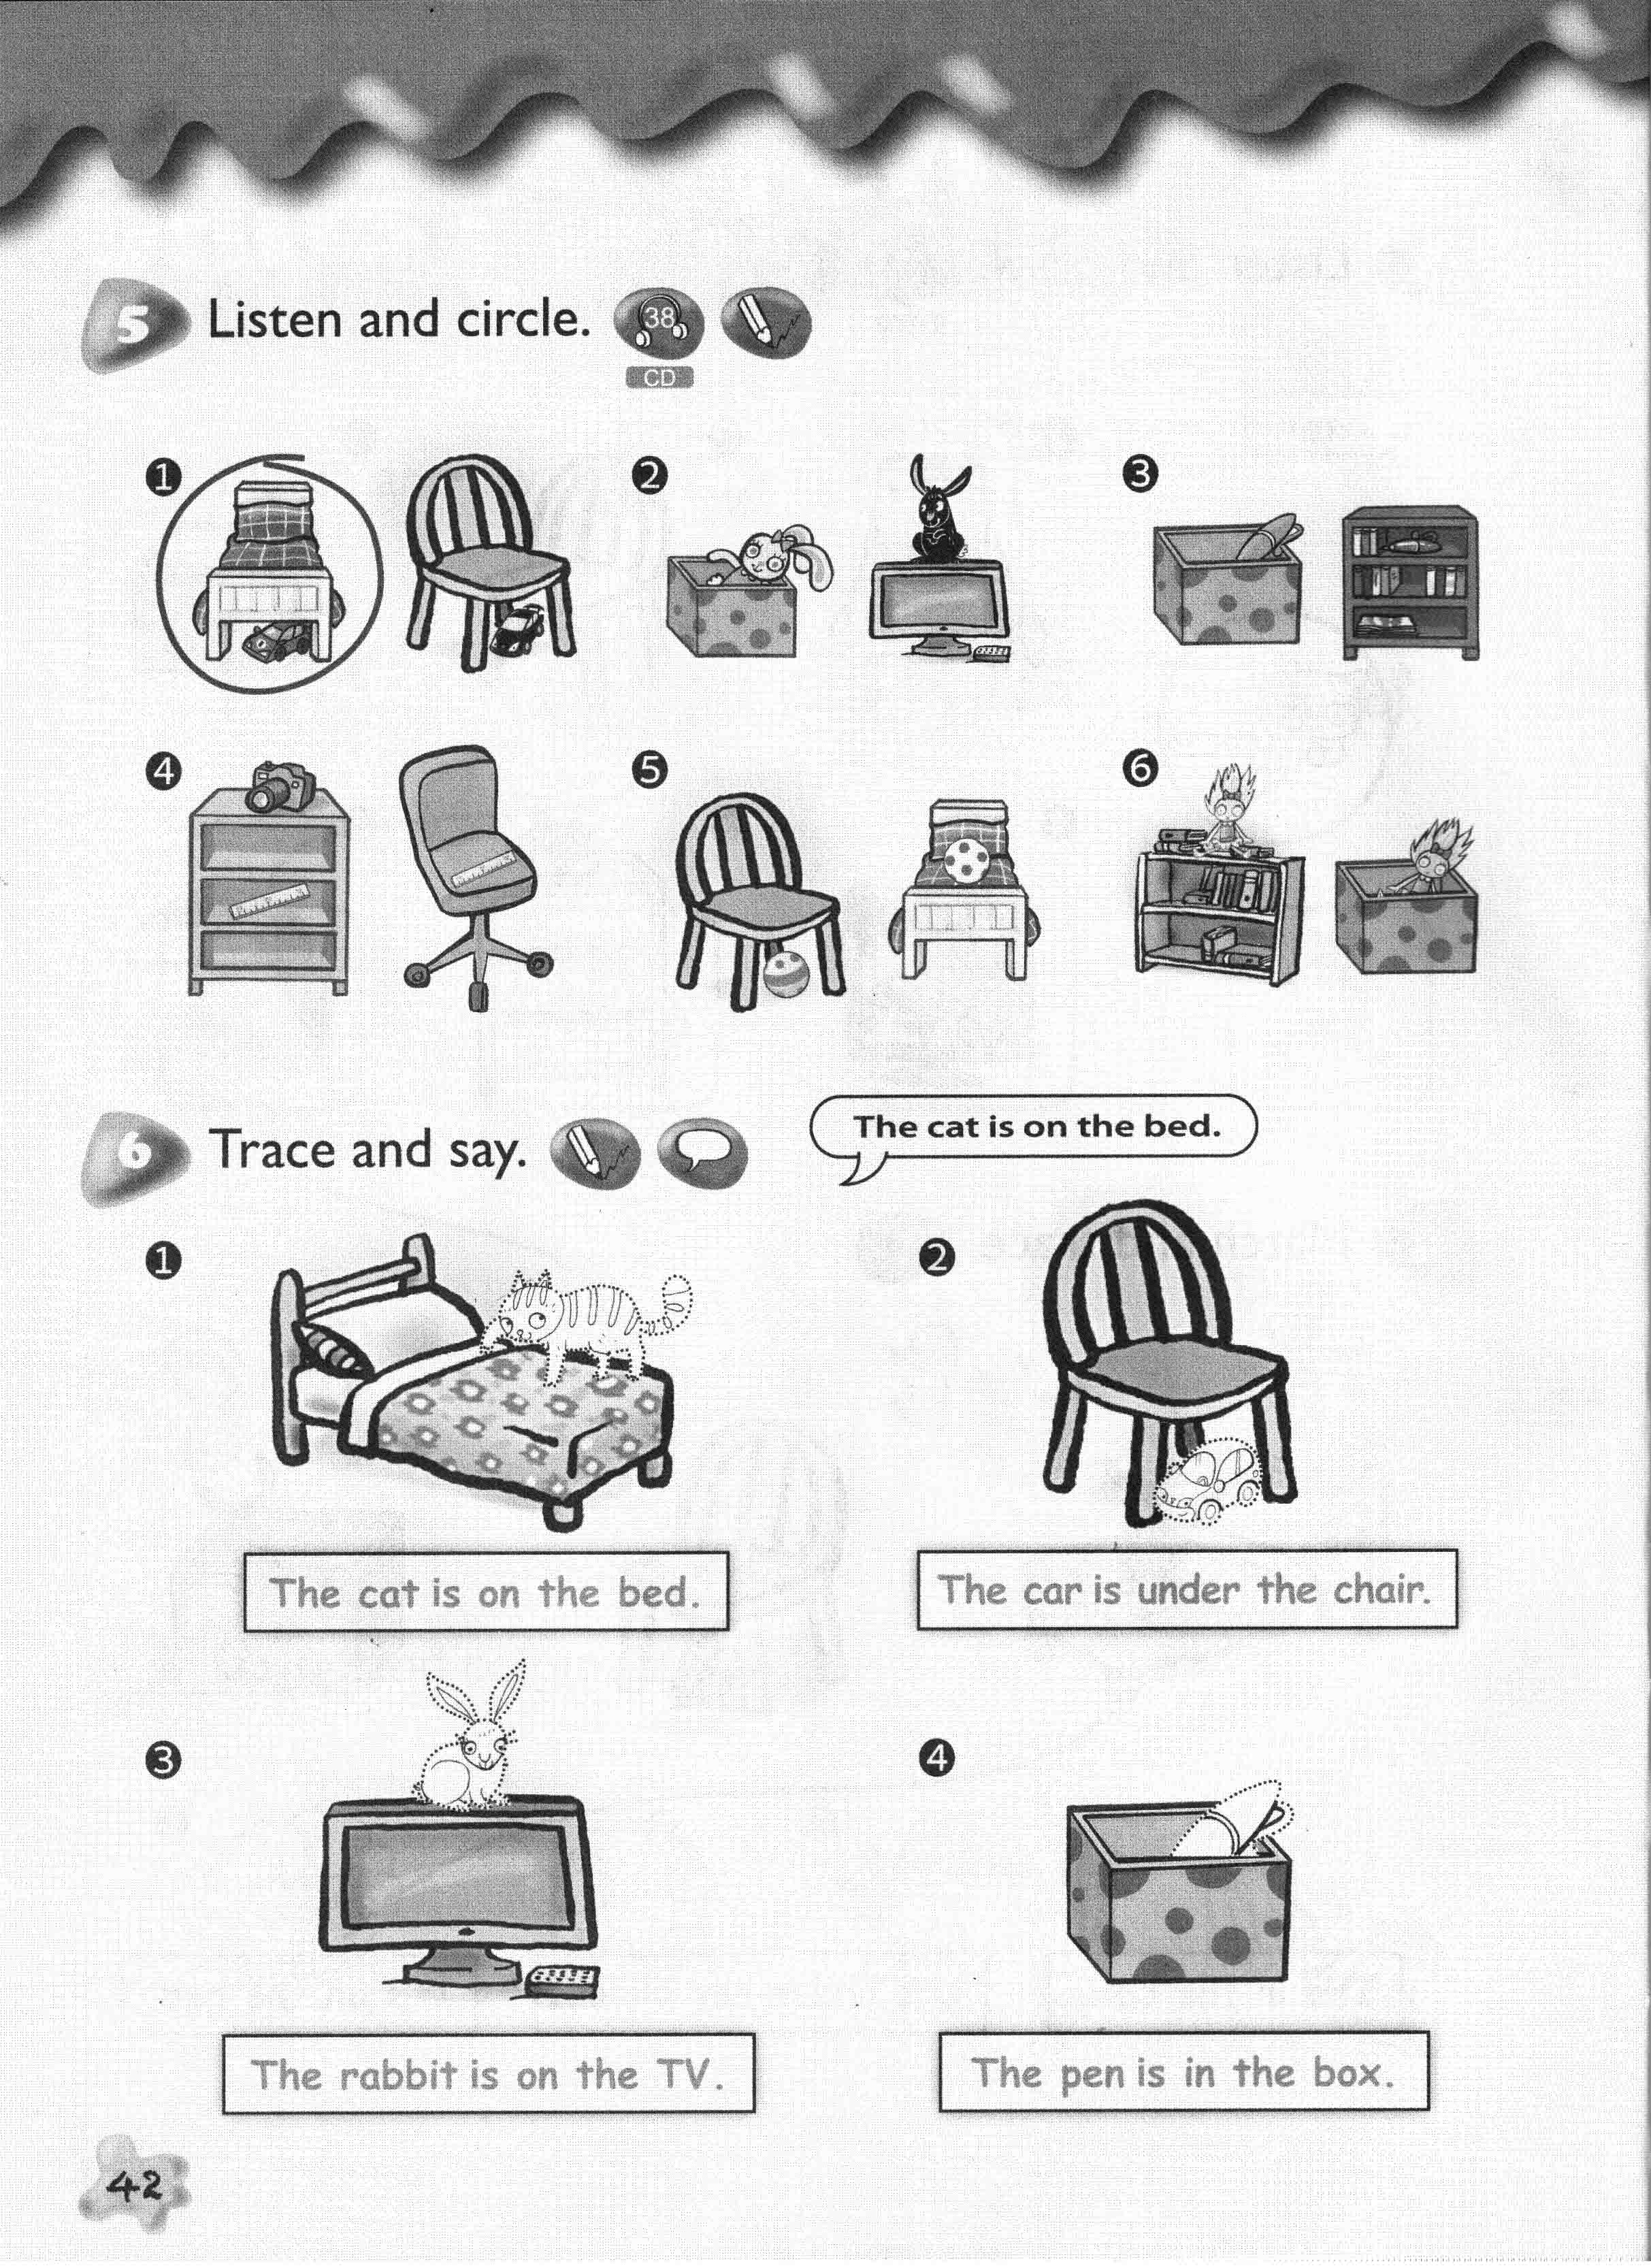 5 Listen and circle. 38
CD
1 2 3
4 5 6
6 Trace and say.
The cat is on the bed.
1 2
The cat is on the bed.
The car is under the chair.
3 4
The rabbit is on the TV.
The pen is in the box.
42